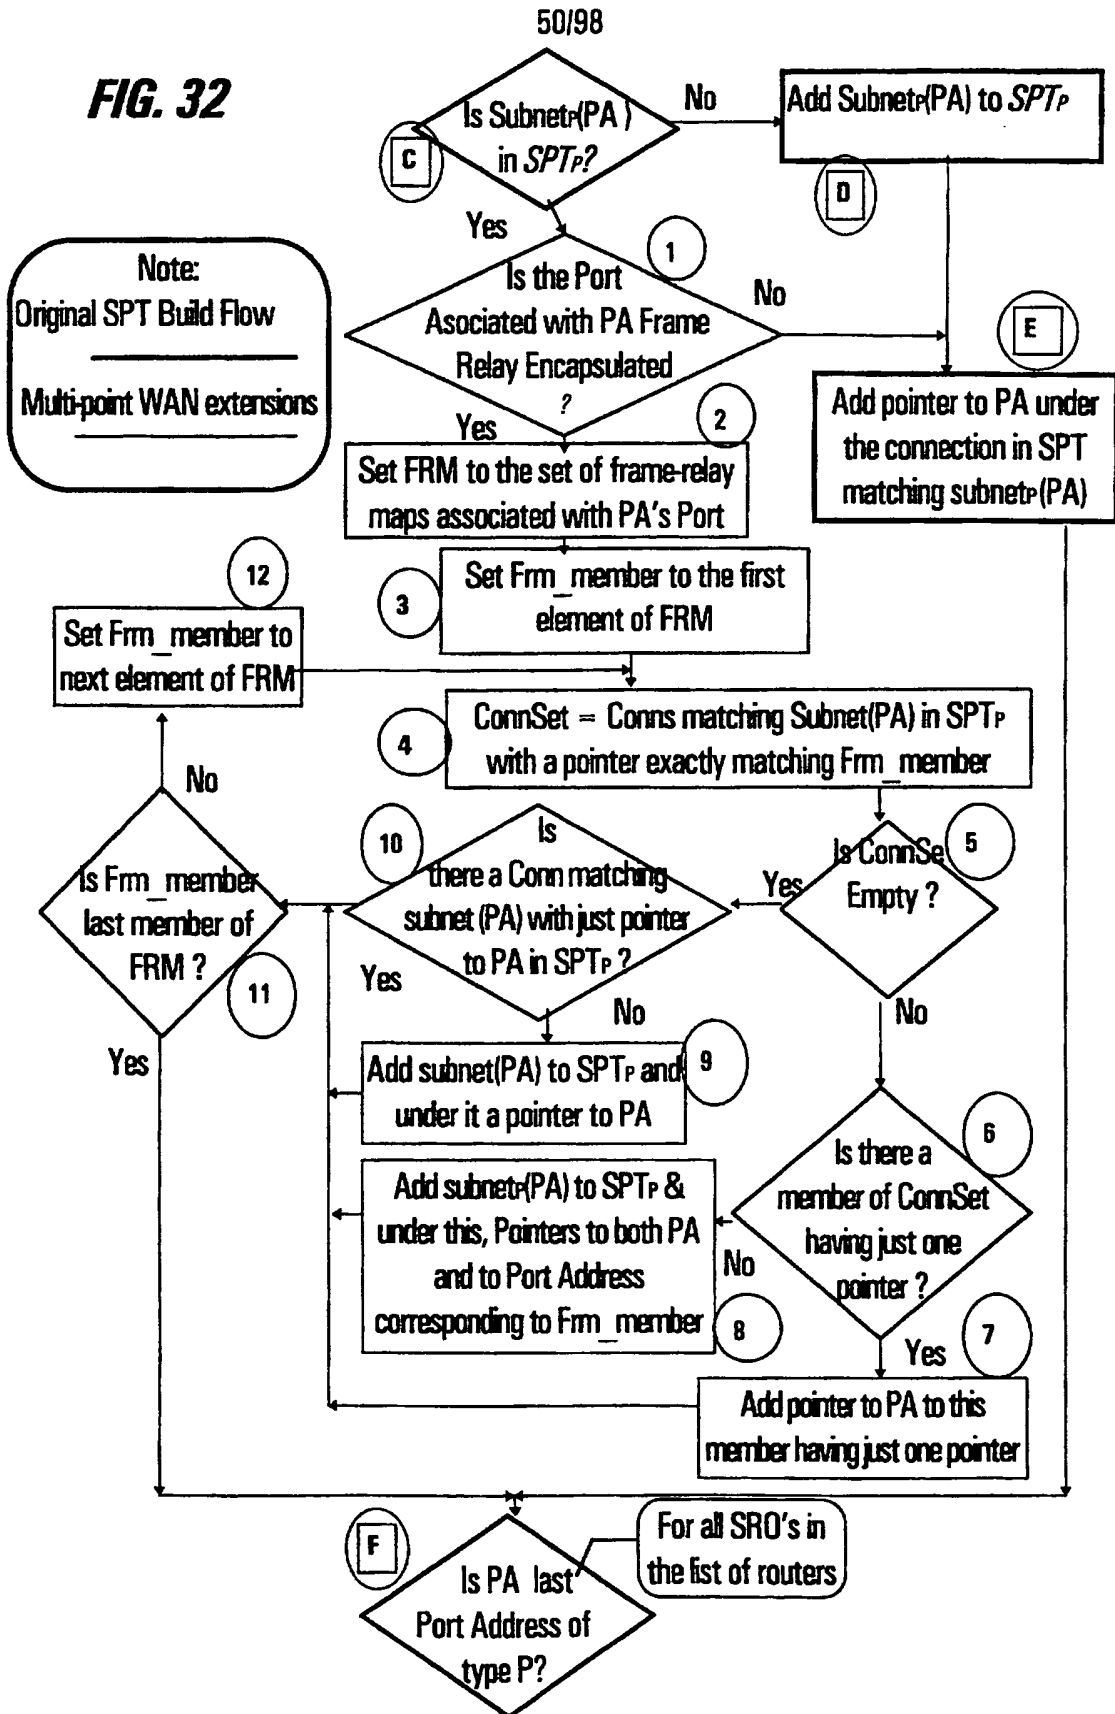 50/98
FIG. 32
Is SubnetP(PA)
in SPTP?
C
No
Add SubnetP(PA) to SPTP
D
Yes
Note:
Original SPT Build Flow
Multi-point WAN extensions
1
Is the Port
Asociated with PA Frame
Relay Encapsulated
?
No
E
Add pointer to PA under
the connection in SPT
matching subnetP(PA)
Yes
2
Set FRM to the set of frame-relay
maps associated with PA's Port
3
Set Frm_member to the first
element of FRM
12
Set Frm_member to
next element of FRM
4
ConnSet = Conns matching Subnet(PA) in SPTP
with a pointer exactly matching Frm_member
No
5
Is ConnSe
Empty ?
Yes
10
Is
there a Conn matching
subnet (PA) with just pointer
to PA in SPTP ?
Is Frm_member
last member of
FRM ?
11
Yes
No
No
Yes
9
Add subnet(PA) to SPTP and
under it a pointer to PA
6
Is there a
member of ConnSet
having just one
pointer ?
Add subnetP(PA) to SPTP &
under this, Pointers to both PA
and to Port Address
corresponding to Frm_member
8
No
Yes
7
Add pointer to PA to this
member having just one pointer
F
Is PA last
Port Address of
type P?
For all SRO's in
the list of routers